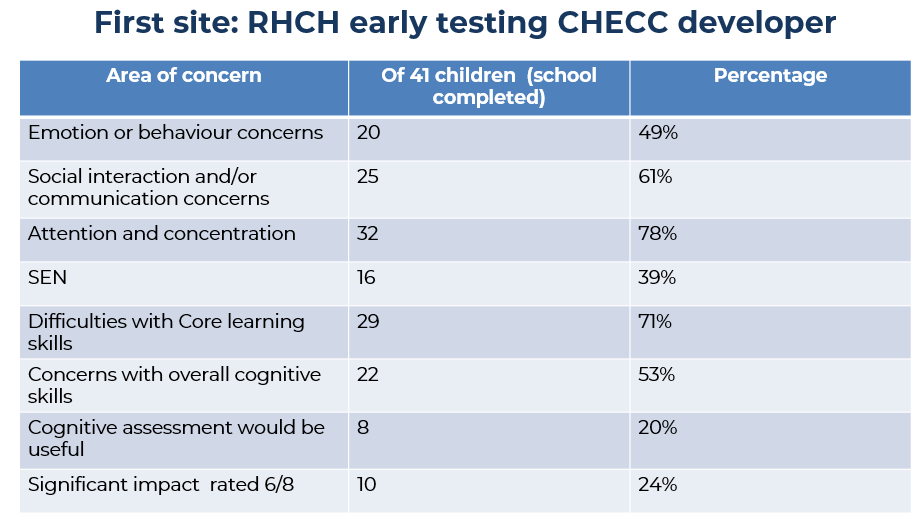 First site: RHCH early testing CHECC developer
Area of concern
Of 41 children  (school
completed)
Percentage
Emotion or behaviour concerns
20
49%
Social interaction and/or
communication concerns
25
61%
Attention and concentration
32
78%
SEN
16
39%
Difficulties with Core learning
skills
29
71%
Concerns with overall cognitive
skills
22
53%
Cognitive assessment would be
useful
8
20%
Significant impact  rated 6/8
10
24%